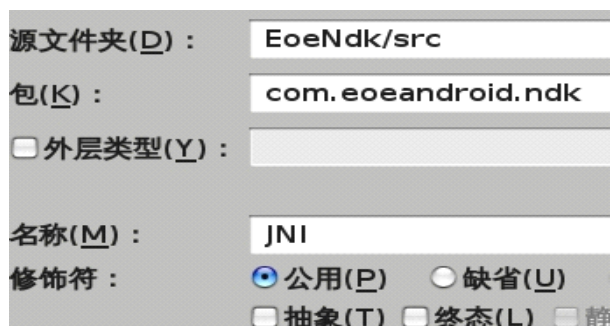 源文件夹(D)： EoeNdk/src
包(K)： com.eoeandroid.ndk
外层类型(Y)：
名称(M)： JNI
修饰符： 公用(P) 缺省(U)
抽象(T) 终态(L) 静